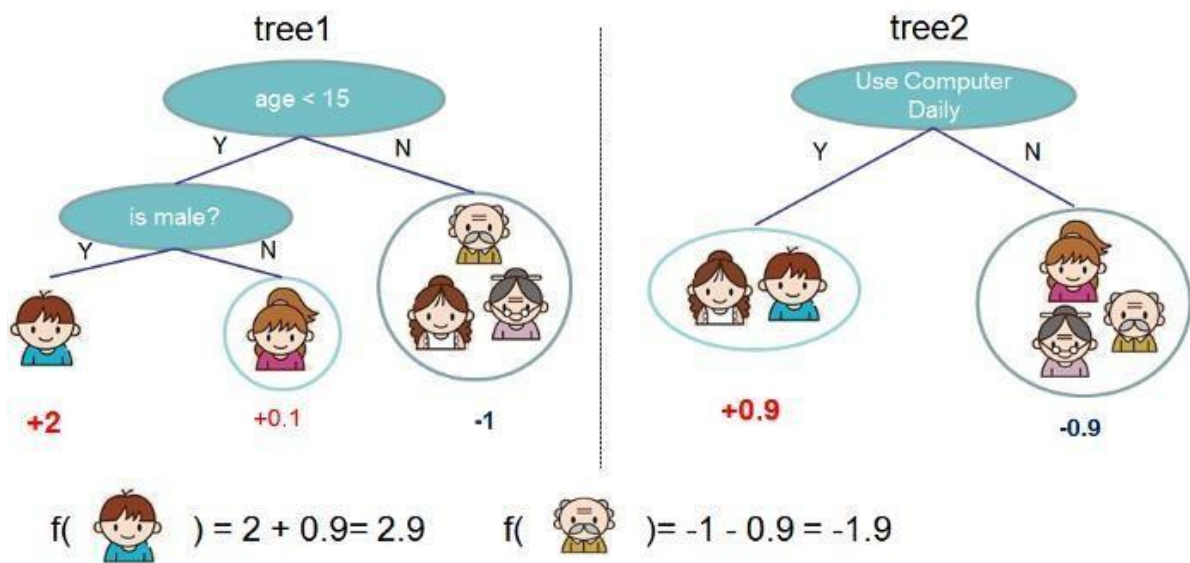 tree1
tree2
age < 15
Use Computer
Daily
Y
N
Y
N
is male?
Y
N
+2
+0.1
-1
+0.9
-0.9
f( ) = 2 + 0.9= 2.9
f( )= -1 - 0.9 = -1.9